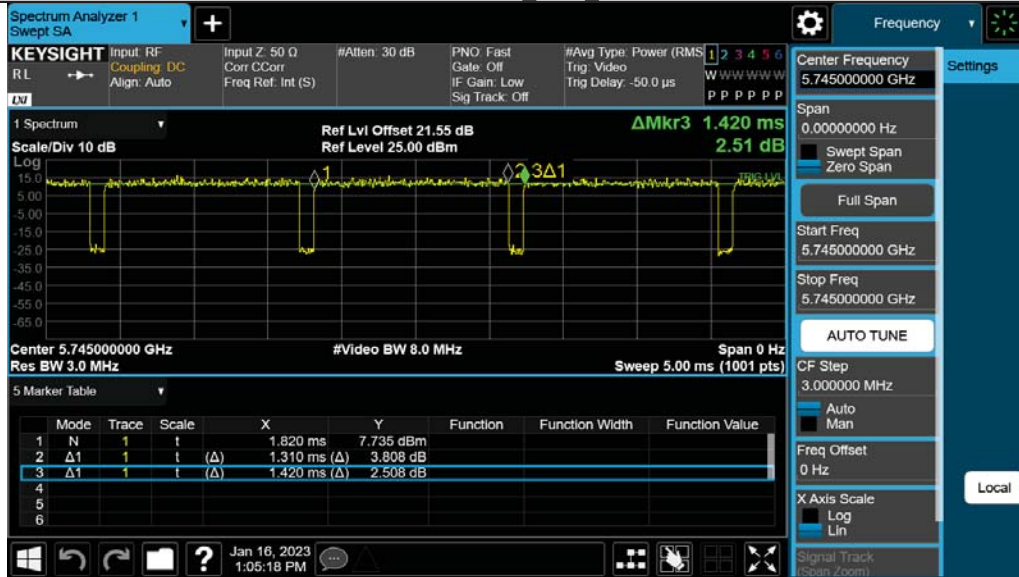 Spectrum Analyzer 1
Swept SA
Frequency
KEYSIGHT
RL
LXI
Input: RF
Coupling: DC
Align: Auto
Input Z: 50 Ω
Corr CCorr
Freq Ref: Int (S)
#Atten: 30 dB
PNO: Fast
Gate: Off
IF Gain: Low
Sig Track: Off
#Avg Type: Power (RMS
Trig: Video
Trig Delay: -50.0 µs
1 2 3 4 5 6
W W W W W W
P P P P P P
1 Spectrum
Scale/Div 10 dB
Ref Lvl Offset 21.55 dB
Ref Level 25.00 dBm
ΔMkr3 1.420 ms
2.51 dB
Log
15.0
5.00
-5.00
-15.0
-25.0
-35.0
-45.0
-55.0
-65.0
1
2 3Δ1
TRIG LVL
Center 5.745000000 GHz
#Video BW 8.0 MHz
Span 0 Hz
Res BW 3.0 MHz
Sweep 5.00 ms (1001 pts)
5 Marker Table
Mode Trace Scale X Y Function Function Width Function Value
1 N 1 t 1.820 ms 7.735 dBm
2 Δ1 1 t (Δ) 1.310 ms (Δ) 3.808 dB
3 Δ1 1 t (Δ) 1.420 ms (Δ) 2.508 dB
4
5
6
Jan 16, 2023
1:05:18 PM
Center Frequency
5.745000000 GHz
Span
0.00000000 Hz
Swept Span
Zero Span
Full Span
Start Freq
5.745000000 GHz
Stop Freq
5.745000000 GHz
AUTO TUNE
CF Step
3.000000 MHz
Auto
Man
Freq Offset
0 Hz
X Axis Scale
Log
Lin
Signal Track
(Span Zoom)
Settings
Local